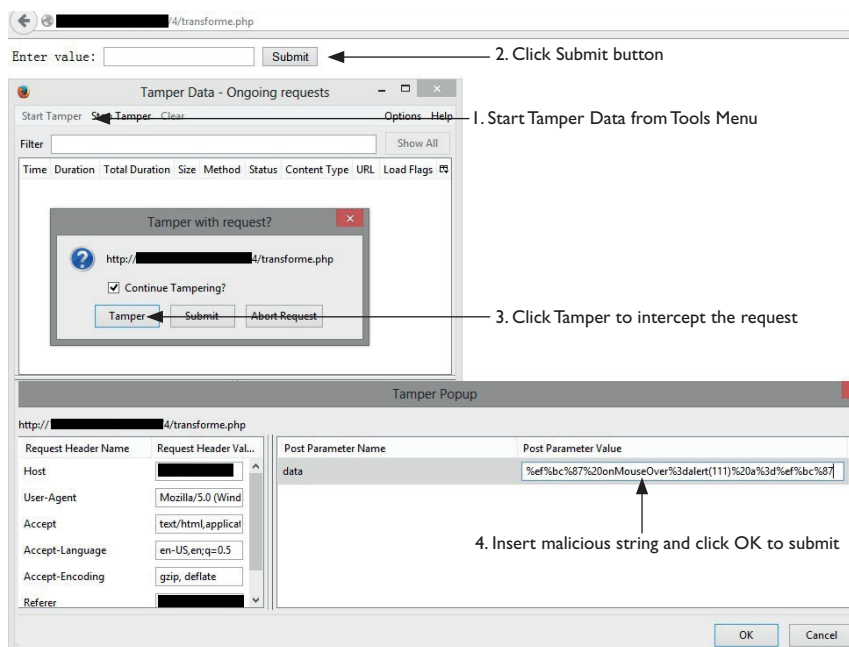 /4/transforme.php
Enter value:
Submit
2. Click Submit button
Tamper Data - Ongoing requests
Start Tamper Stop Tamper Clear Options Help
1. Start Tamper Data from Tools Menu
Filter Show All
Time Duration Total Duration Size Method Status Content Type URL Load Flags
Tamper with request?
http:// 4/transforme.php
Continue Tampering?
Tamper Submit Abort Request
3. Click Tamper to intercept the request
Tamper Popup
http:// 4/transforme.php
Request Header Name Request Header Val... Post Parameter Name Post Parameter Value
Host data %ef%bc%87%20onMouseOver%3dalert(111)%20a%3d%ef%bc%87
User-Agent Mozilla/5.0 (Wind
Accept text/html,applicat
4. Insert malicious string and click OK to submit
Accept-Language en-US,en;q=0.5
Accept-Encoding gzip, deflate
Referer
OK Cancel